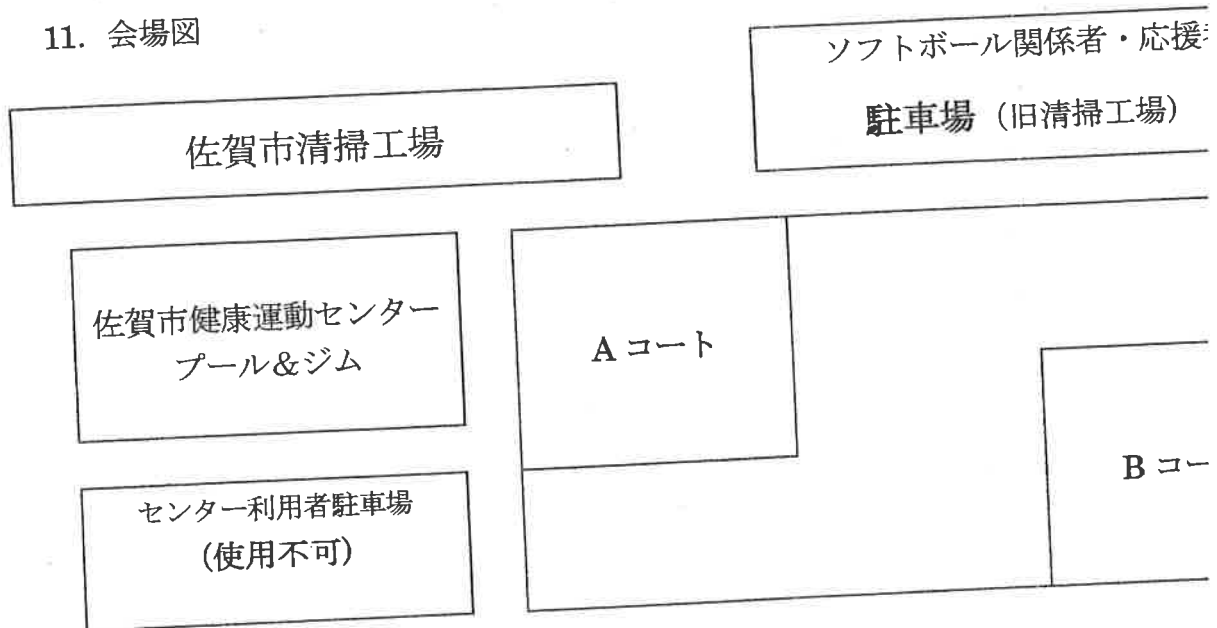 11. 会場図
ソフトボール関係者・応援
駐車場（旧清掃工場）
佐賀市清掃工場
佐賀市健康運動センター
プール＆ジム
A コート
B コー
センター利用者駐車場
(使用不可)